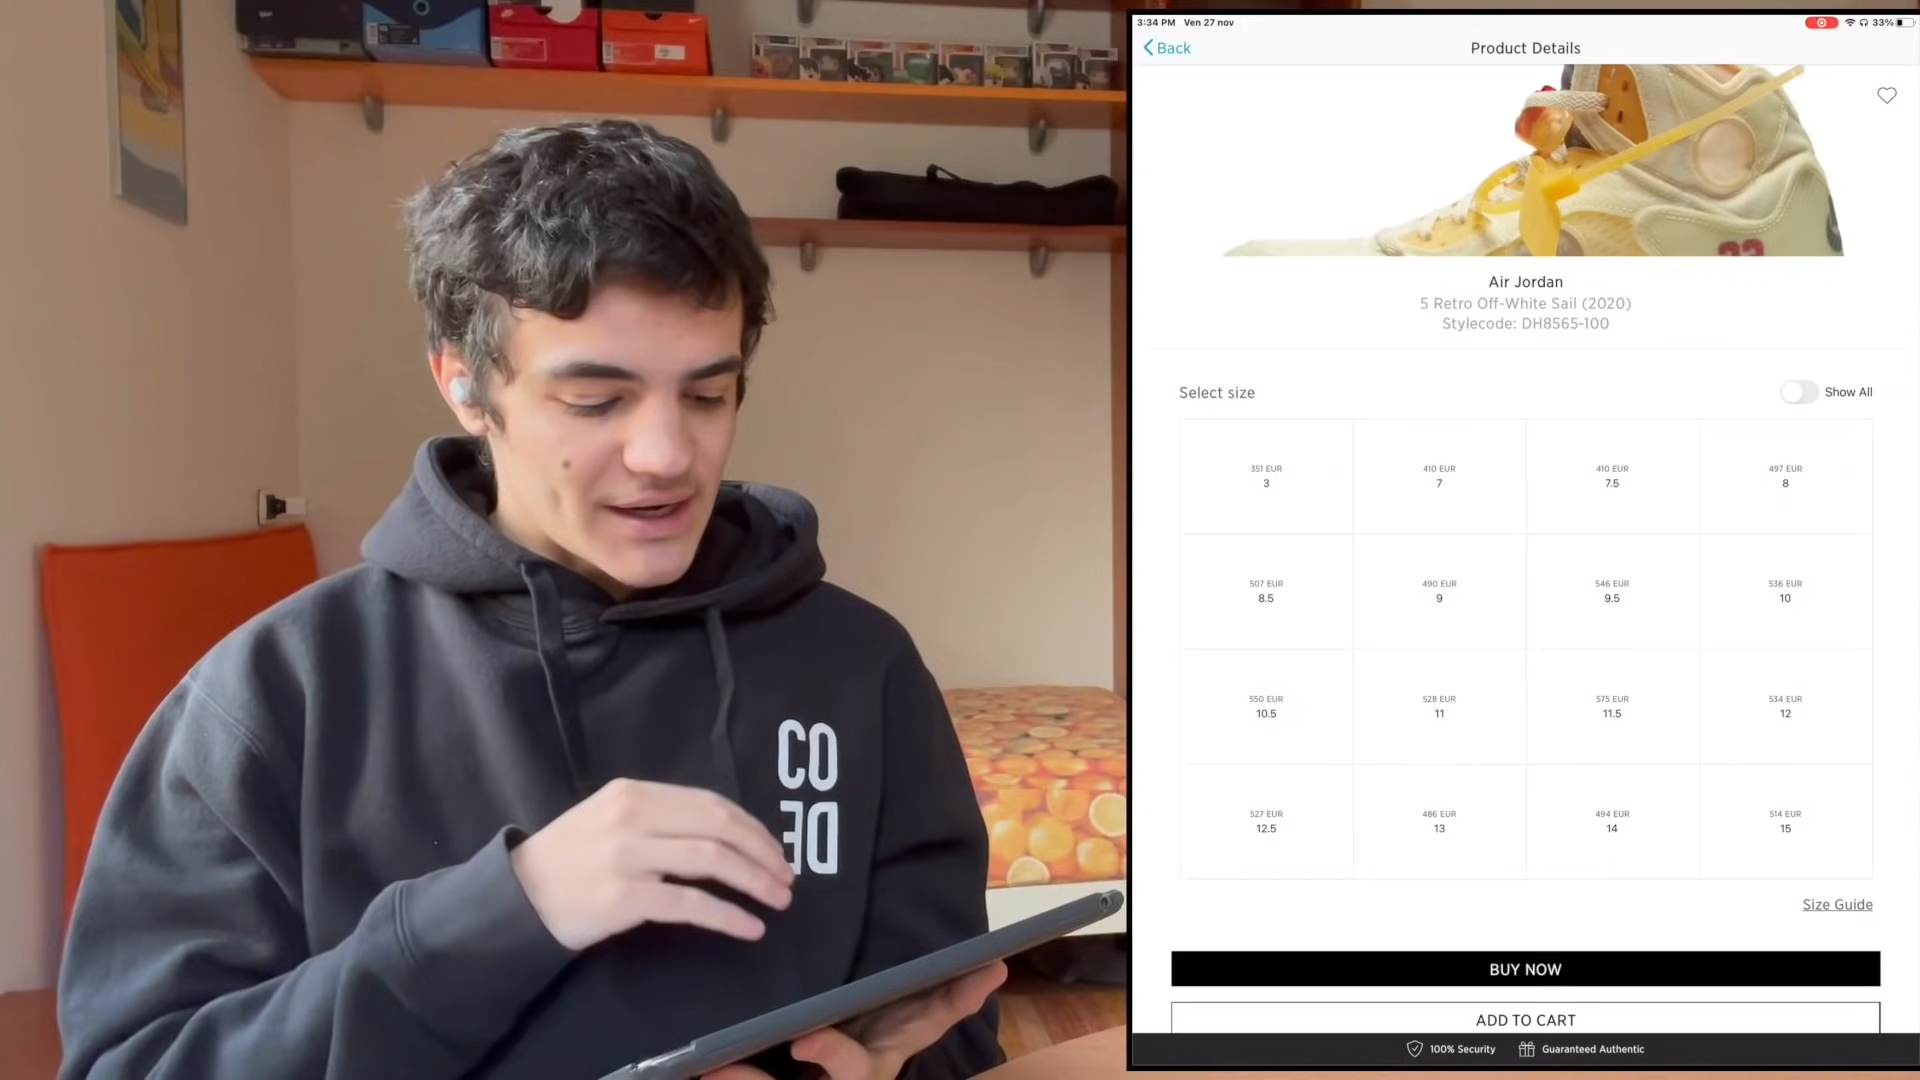 3:34 PM Ven 27 nov
33%
Back
Product Details
23
Air Jordan
5 Retro Off-White Sail (2020)
Stylecode: DH8565-100
Select size
Show All
351 EUR
3
410 EUR
7
410 EUR
7.5
497 EUR
8
507 EUR
8.5
490 EUR
9
546 EUR
9.5
536 EUR
10
550 EUR
10.5
528 EUR
11
575 EUR
11.5
534 EUR
12
527 EUR
12.5
486 EUR
13
494 EUR
14
514 EUR
15
Size Guide
BUY NOW
ADD TO CART
100% Security
Guaranteed Authentic
CO
DE